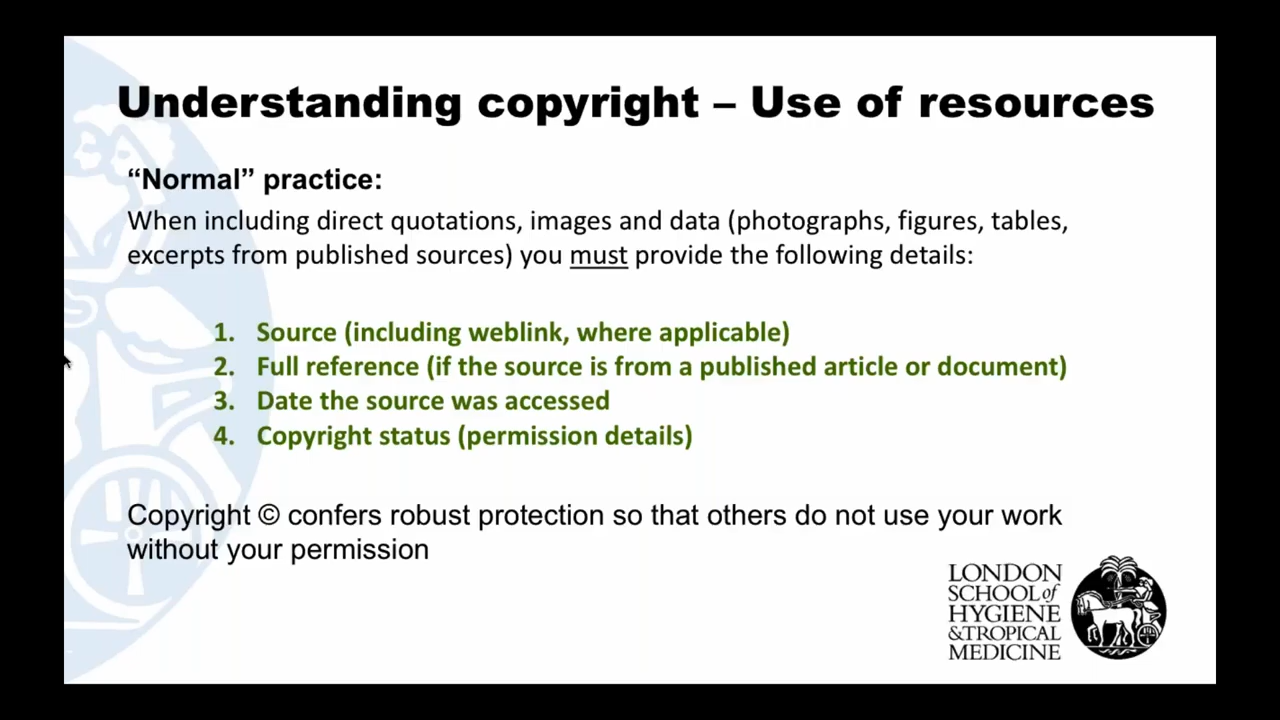 Understanding copyright – Use of resources
“Normal” practice:
When including direct quotations, images and data (photographs, figures, tables,
excerpts from published sources) you must provide the following details:
1. Source (including weblink, where applicable)
2. Full reference (if the source is from a published article or document)
3. Date the source was accessed
4. Copyright status (permission details)
Copyright © confers robust protection so that others do not use your work
without your permission
LONDON
SCHOOL of
HYGIENE
&TROPICAL
MEDICINE